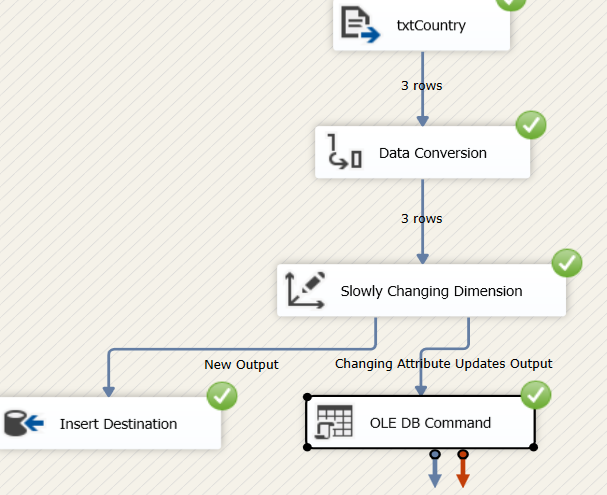 txtCountry
3 rows
Data Conversion
3 rows
Slowly Changing Dimension
New Output
Changing Attribute Updates Output
Insert Destination
OLE DB Command